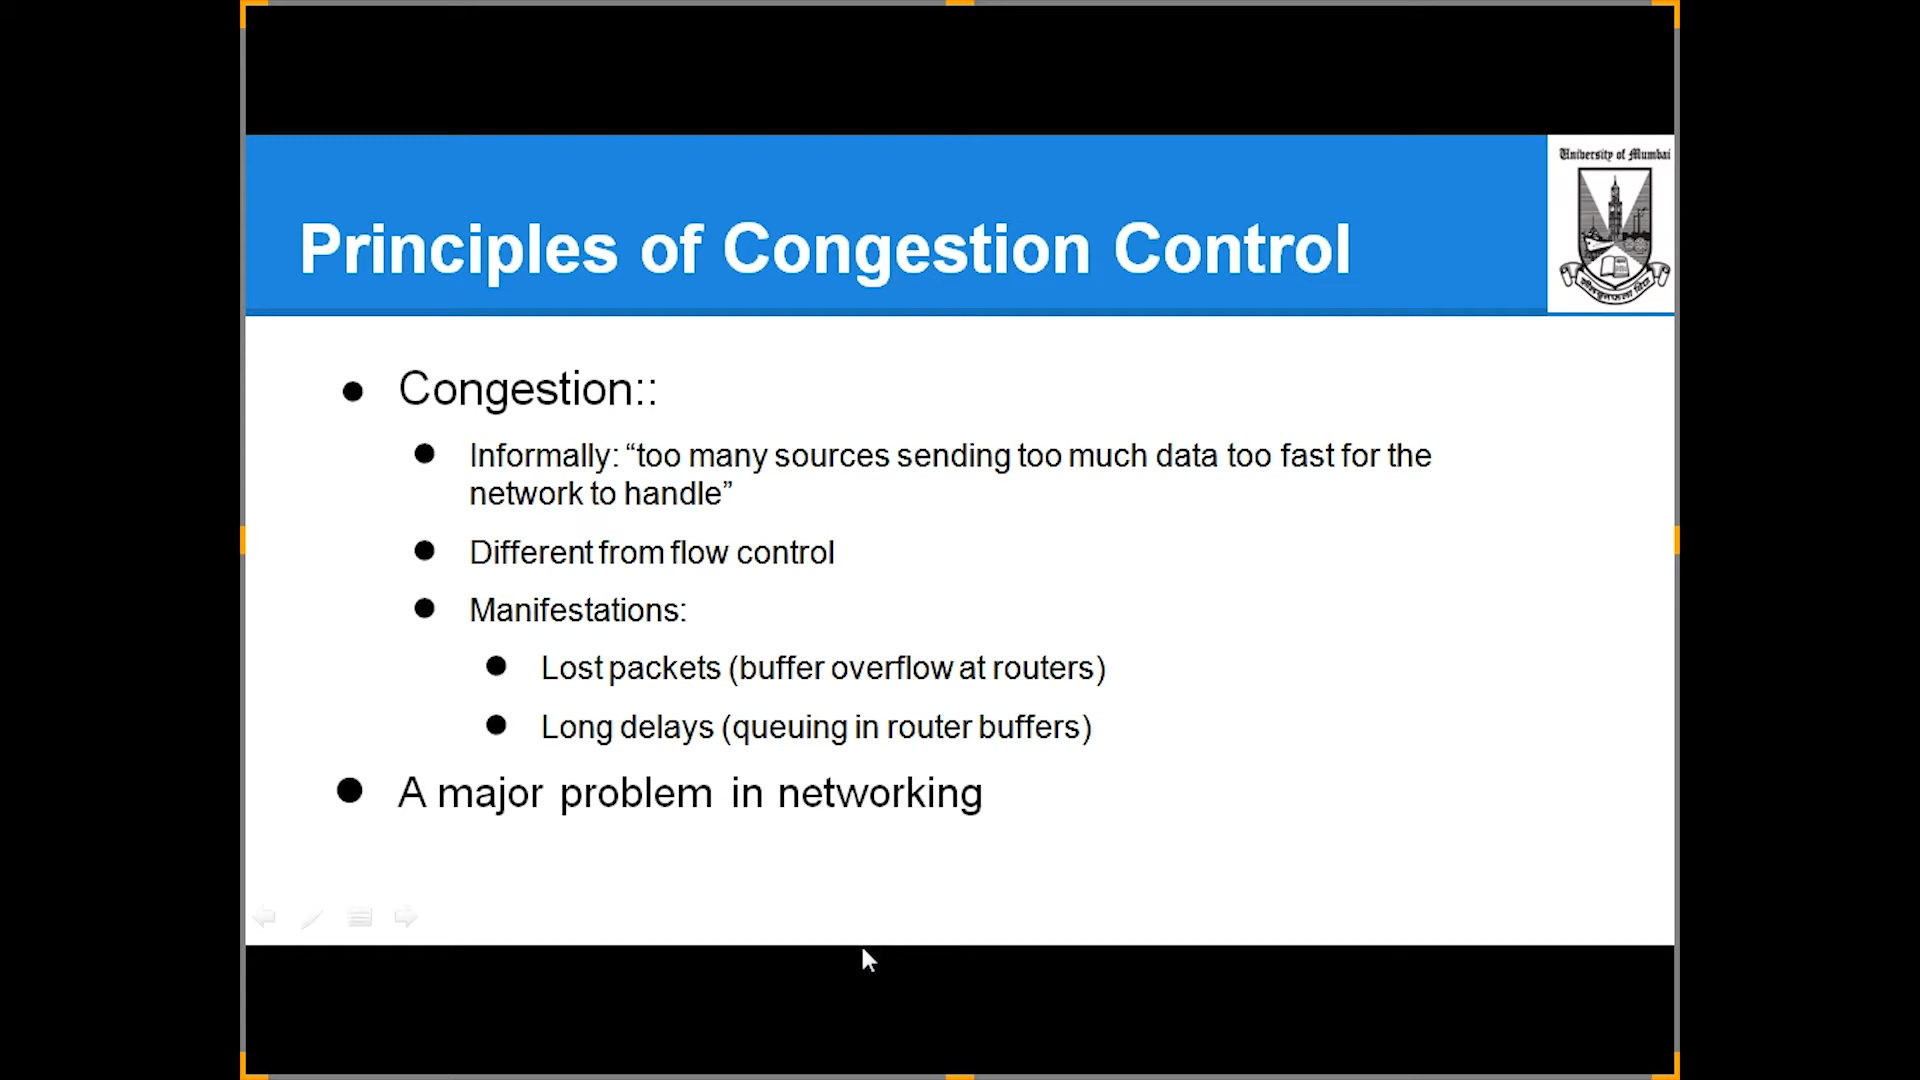 University of Mumbai
Principles of Congestion Control
Congestion::
Informally: “too many sources sending too much data too fast for the
network to handle”
Different from flow control
Manifestations:
Lost packets (buffer overflow at routers)
Long delays (queuing in router buffers)
A major problem in networking